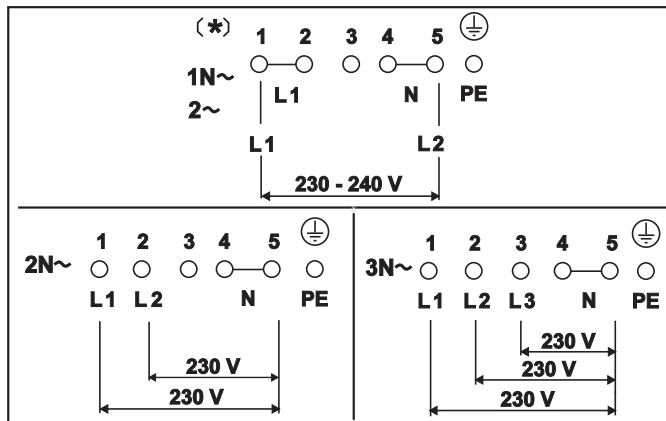 (*) 1 2 3 4 5
1N~ L1 N PE
2~
L1 L2
230 - 240 V
1 2 3 4 5
2N~
L1 L2 N PE
230 V
230 V
1 2 3 4 5
3N~
L1 L2 L3 N PE
230 V
230 V
230 V